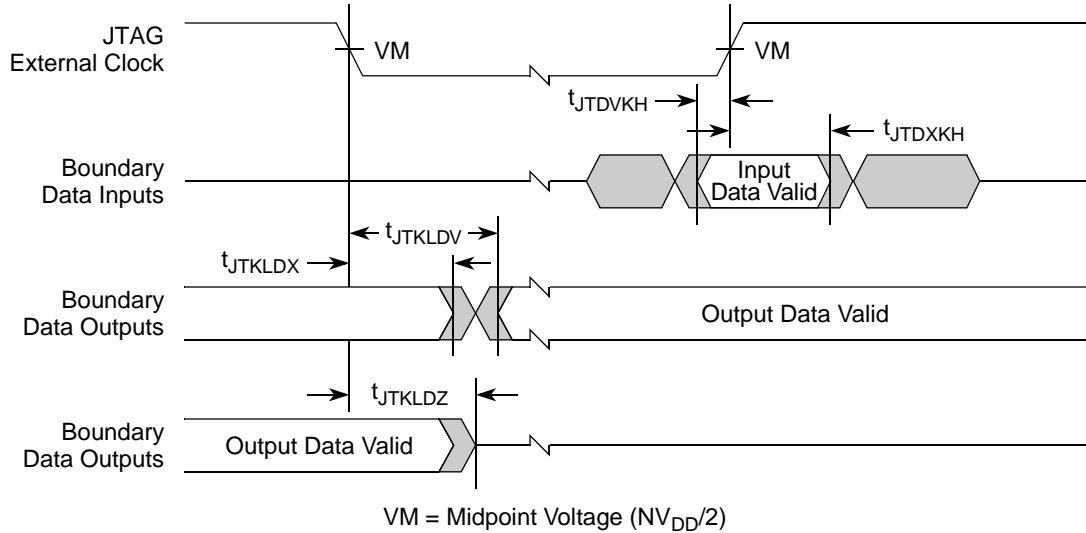 JTAG
External Clock
VM
VM
tJTDVKH
tJTDXKH
Boundary
Data Inputs
Input
Data Valid
tJTKLDV
tJTKLDX
Boundary
Data Outputs
Output Data Valid
tJTKLDZ
Boundary
Data Outputs
Output Data Valid
VM = Midpoint Voltage (NVDD/2)